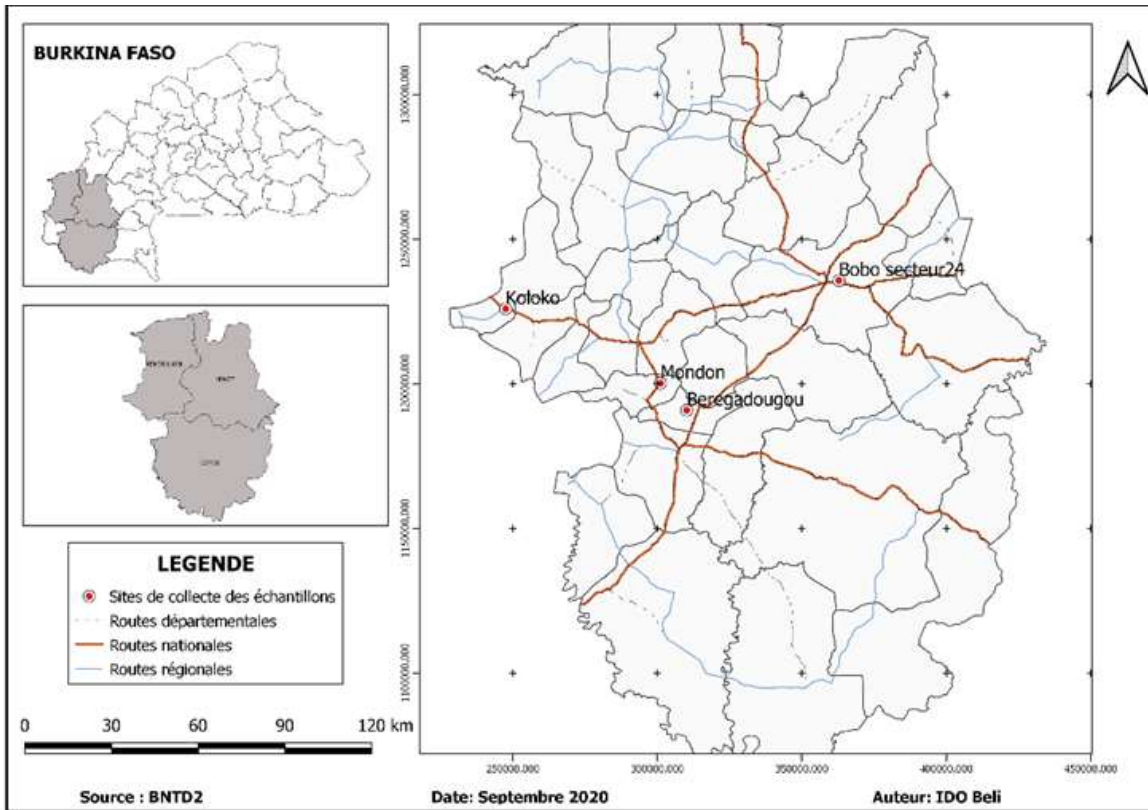 BURKINA FASO
LEGENDE
Sites de collecte des échantillons
Routes départementales
Routes nationales
Routes régionales
0 30 60 90 120 km
Source : BNTD2
Date: Septembre 2020
Auteur: IDO Beli
Bobo secteur24
Koloko
Mondon
Beregadougou
1300000.000
1250000.000
1200000.000
1150000.000
1100000.000
250000.000
300000.000
350000.000
400000.000
450000.000